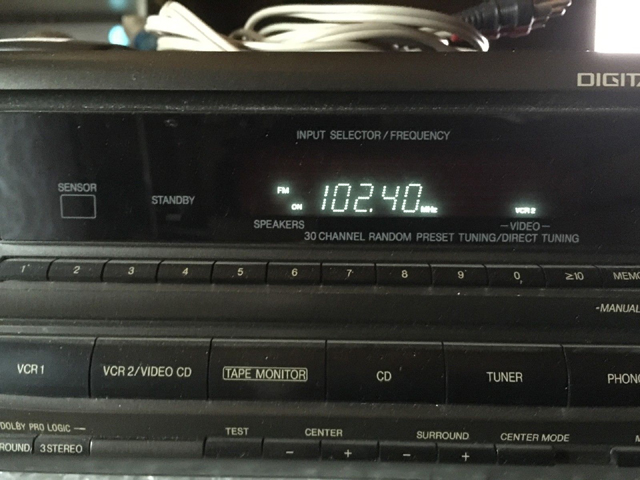 DIGITA
INPUT SELECTOR/FREQUENCY
SENSOR
STANDBY
FM
ON
102.40 MHz
VCR 2
SPEAKERS
VIDEO
30 CHANNEL RANDOM PRESET TUNING/DIRECT TUNING
1 2 3 4 5 6 7 8 9 0 ≥10 MEMO
MANUAL
VCR 1 VCR 2/VIDEO CD TAPE MONITOR CD TUNER PHONO
DOLBY PRO LOGIC
ROUND 3 STEREO
TEST
CENTER
- +
SURROUND
- +
CENTER MODE